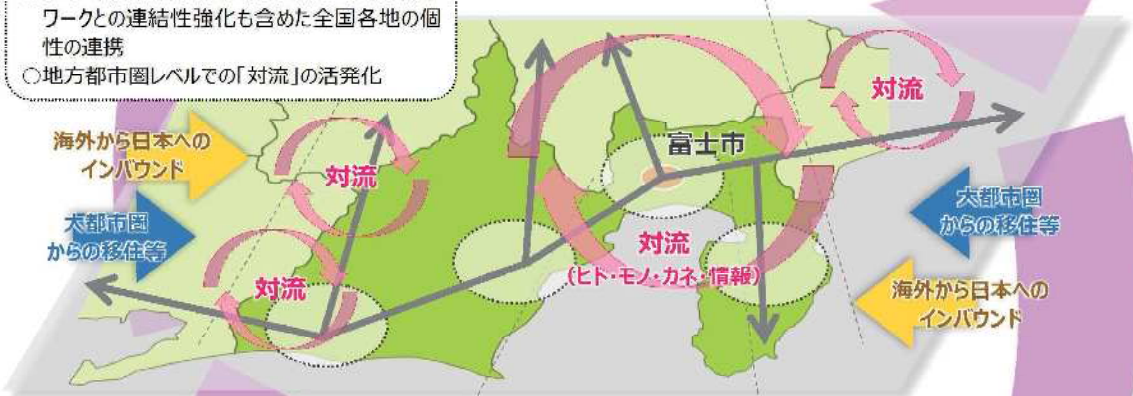 ワークとの連結性強化も含めた全国各地の個
性の連携
○地方都市圏レベルでの「対流」の活発化
対流
富士市
海外から日本への
インバウンド
対流
大都市圏
からの移住等
大都市圏
からの移住等
対流
(ヒト・モノ・カネ・情報)
対流
海外から日本への
インバウンド